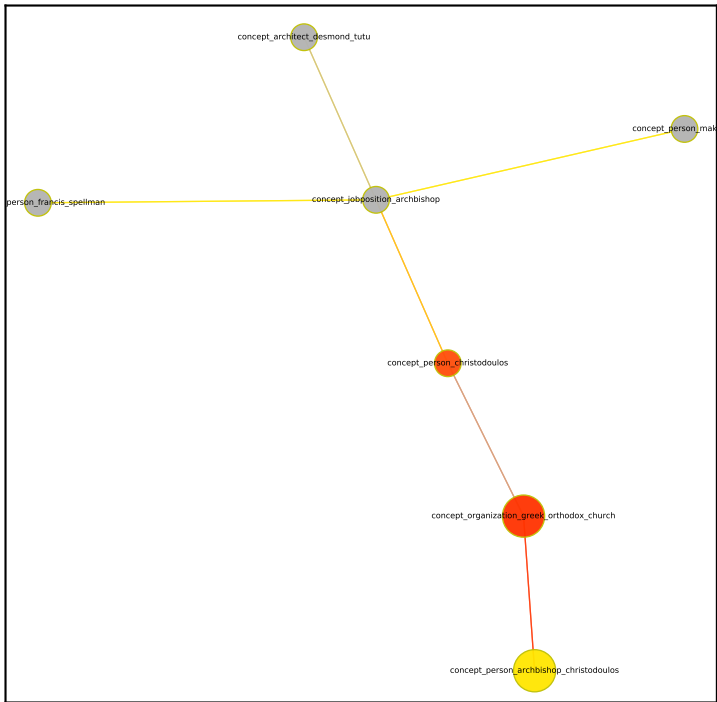 concept_architect_desmond_tutu
concept_person_mak
person_francis_spellman
concept_jobposition_archbishop
concept_person_christodoulos
concept_organization_greek_orthodox_church
concept_person_archbishop_christodoulos